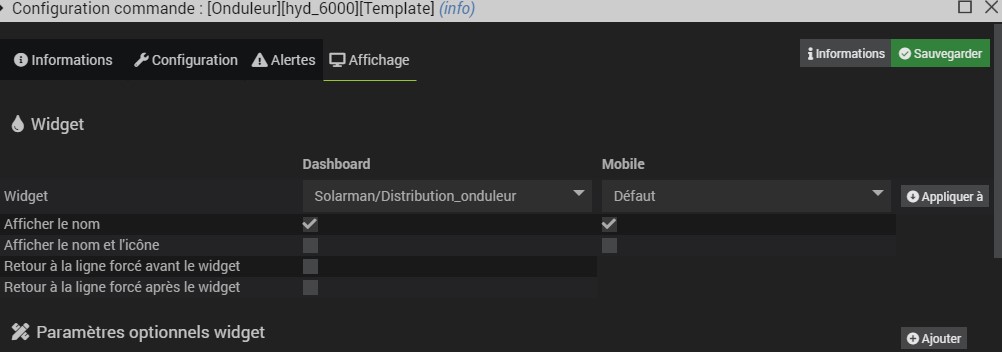 Configuration commande : [Onduleur][hyd_6000][Template] (info)
Informations Configuration Alertes Affichage Informations Sauvegarder
Widget
Dashboard Mobile
Widget Solarman/Distribution_onduleur Défaut Appliquer à
Afficher le nom
Afficher le nom et l'icône
Retour à la ligne forcé avant le widget
Retour à la ligne forcé après le widget
Paramètres optionnels widget Ajouter